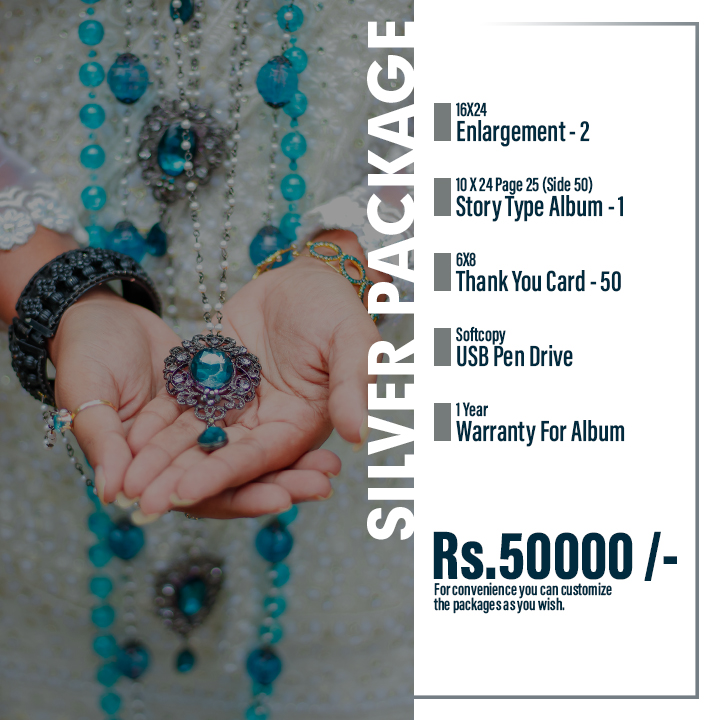 SILVER PACKAGE
16X24
Enlargement - 2
10 X 24 Page 25 (Side 50)
Story Type Album - 1
6X8
Thank You Card - 50
Softcopy
USB Pen Drive
1 Year
Warranty For Album
Rs.50000 /-
For convenience you can customize
the packages as you wish.